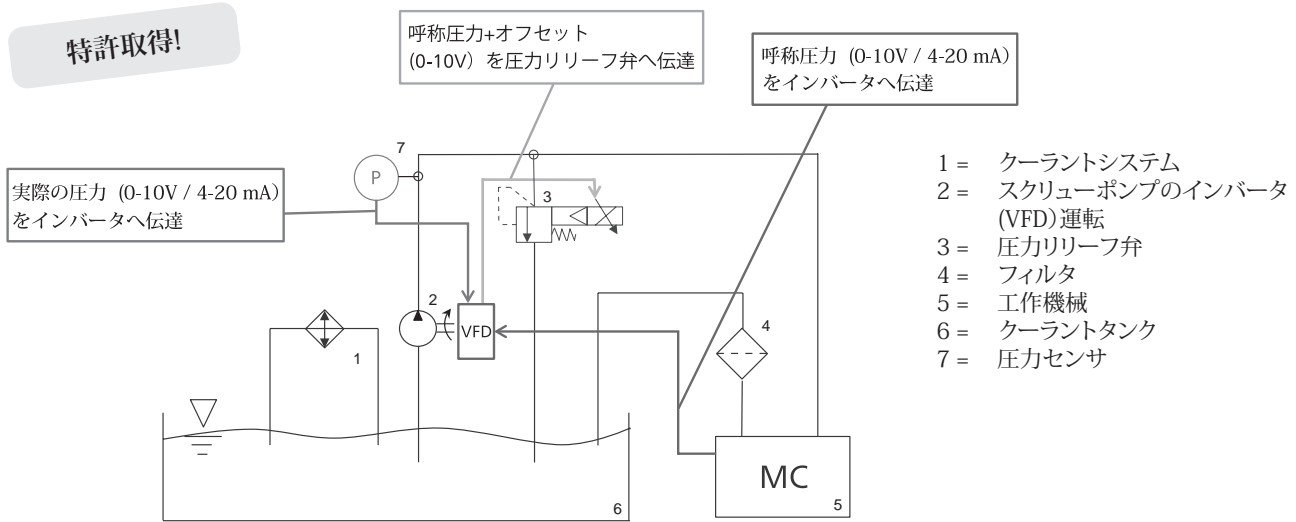 特許取得!
呼称圧力+オフセット
(0-10V) を圧力リリーフ弁へ伝達
呼称圧力 (0-10V / 4-20 mA)
をインバータへ伝達
実際の圧力 (0-10V / 4-20 mA)
をインバータへ伝達
7
P
3
2
VFD
1
4
MC
5
6
1 = クーラントシステム
2 = スクリューポンプのインバータ
(VFD)運転
3 = 圧力リリーフ弁
4 = フィルタ
5 = 工作機械
6 = クーラントタンク
7 = 圧力センサ